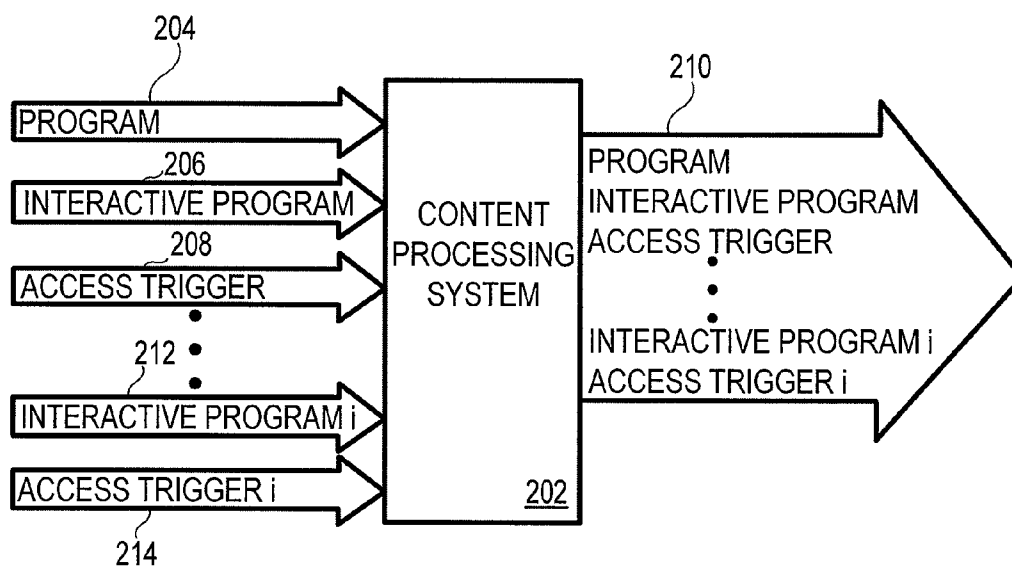 204
PROGRAM
206
INTERACTIVE PROGRAM
208
ACCESS TRIGGER
212
INTERACTIVE PROGRAM i
ACCESS TRIGGER i
214
CONTENT
PROCESSING
SYSTEM
202
210
PROGRAM
INTERACTIVE PROGRAM
ACCESS TRIGGER
INTERACTIVE PROGRAM i
ACCESS TRIGGER i